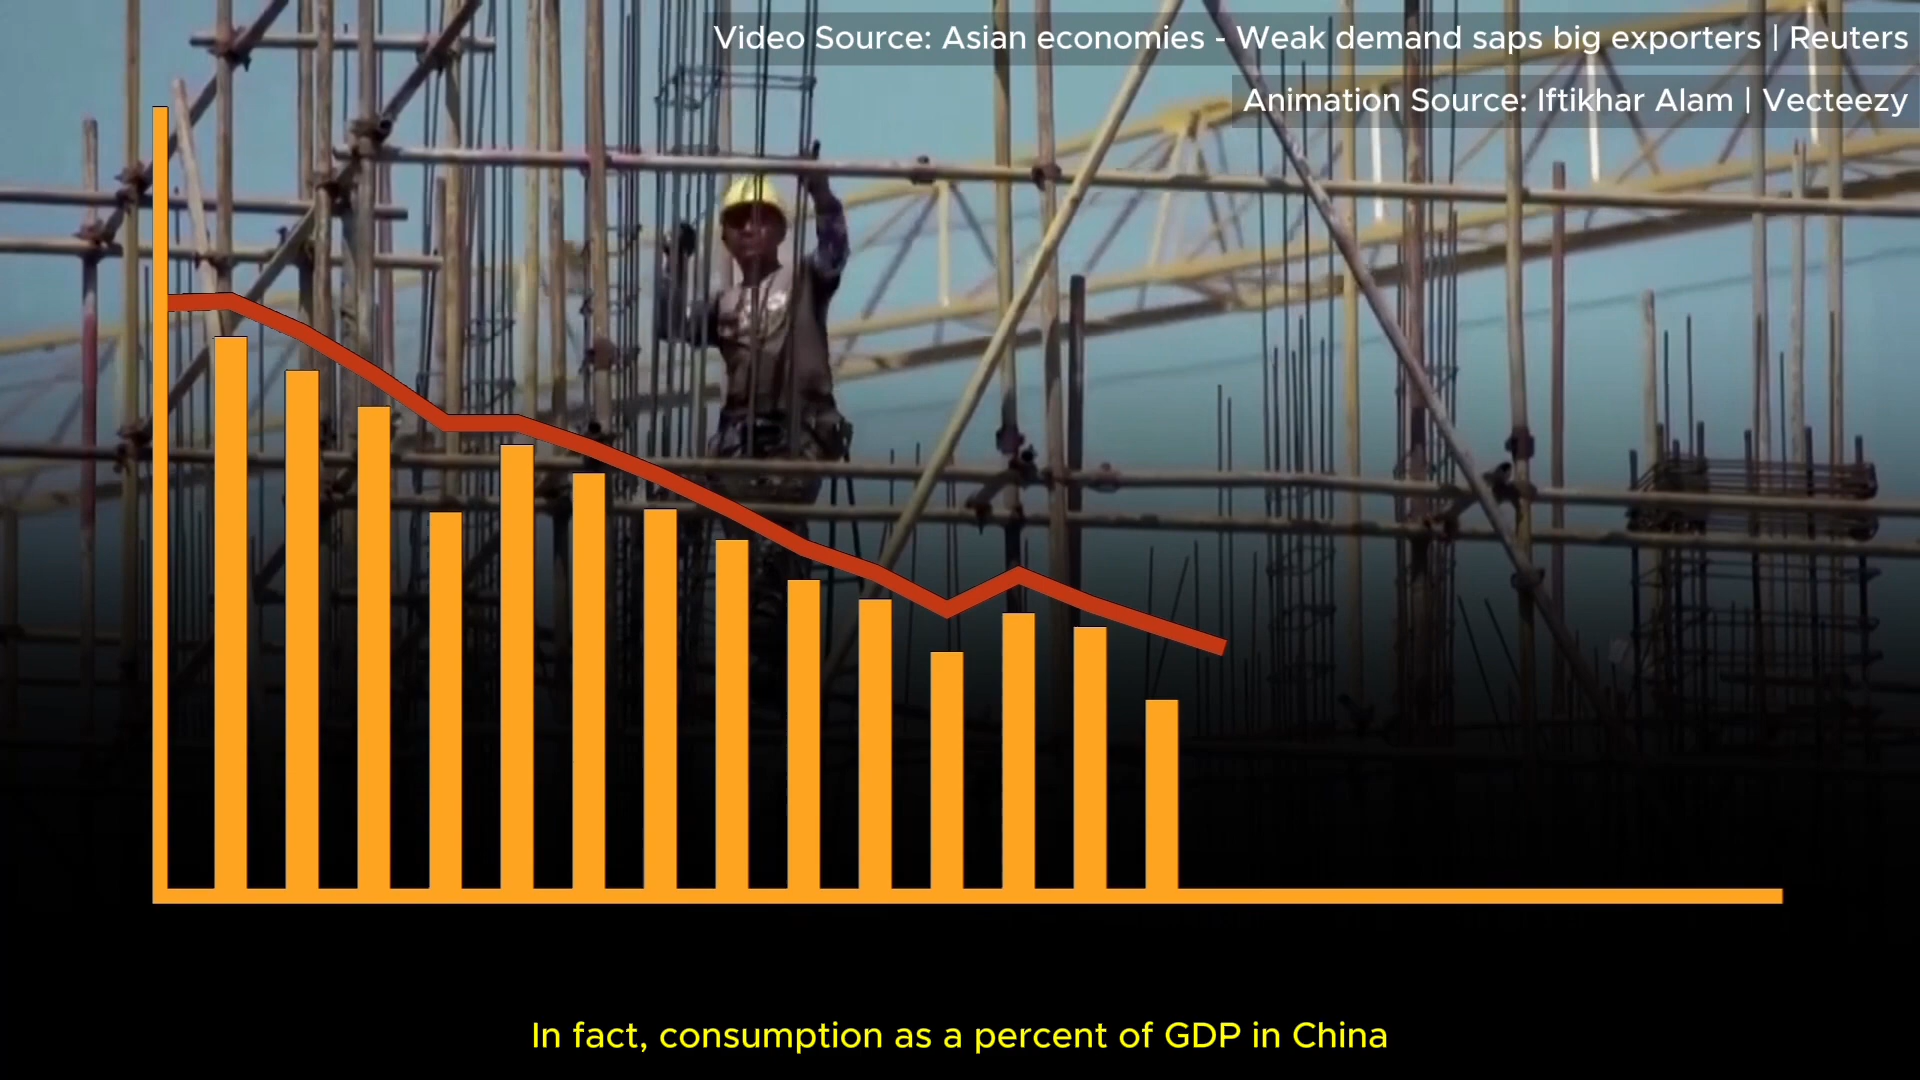 Video Source: Asian economies - Weak demand saps big exporters | Reuters
Animation Source: Iftikhar Alam | Vecteezy
In fact, consumption as a percent of GDP in China